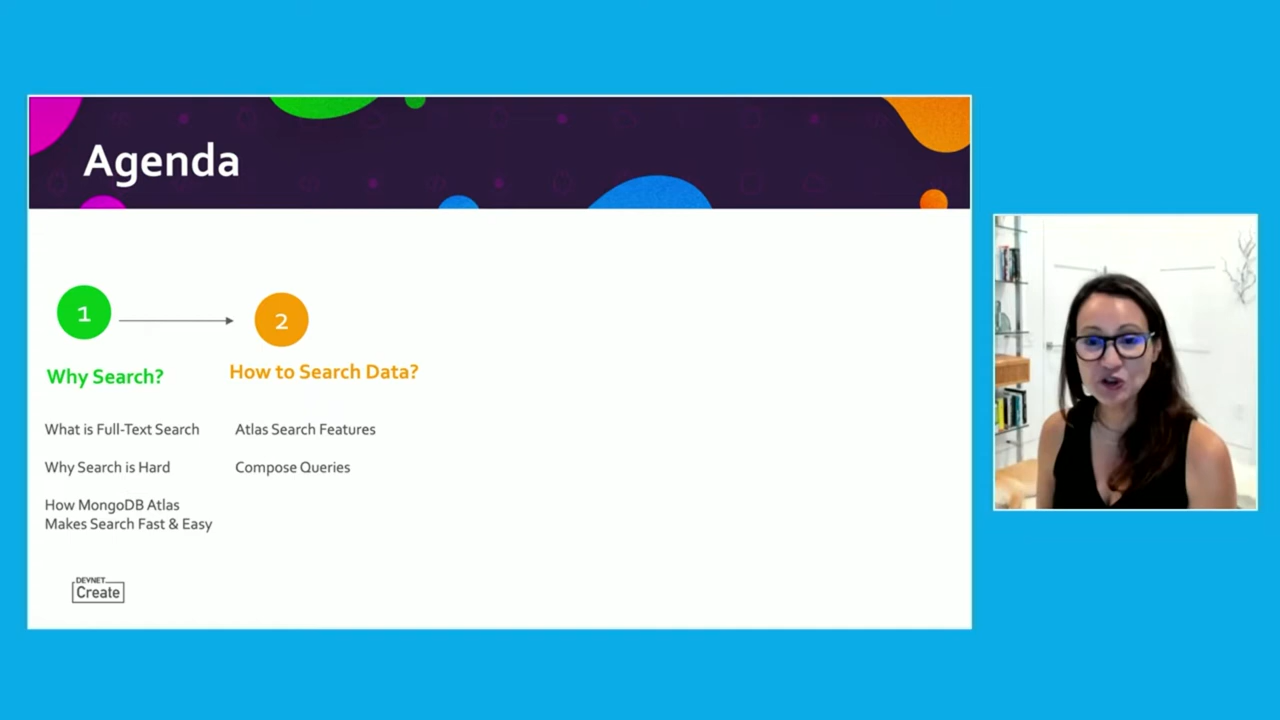 Agenda
1
2
Why Search?
How to Search Data?
What is Full-Text Search
Atlas Search Features
Why Search is Hard
Compose Queries
How MongoDB Atlas
Makes Search Fast & Easy
DEVNET
Create